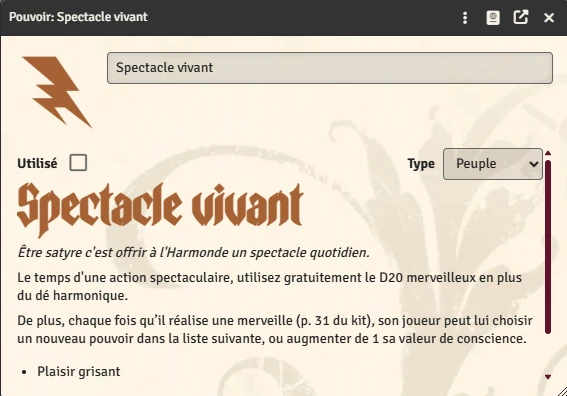 Pouvoir: Spectacle vivant
Spectacle vivant
Utilisé
Type
Peuple
Spectacle vivant
Être satyre c'est offrir à l'Harmonde un spectacle quotidien.
Le temps d'une action spectaculaire, utilisez gratuitement le D20 merveilleux en plus
du dé harmonique.
De plus, chaque fois qu’il réalise une merveille (p. 31 du kit), son joueur peut lui choisir
un nouveau pouvoir dans la liste suivante, ou augmenter de 1 sa valeur de conscience.
• Plaisir grisant